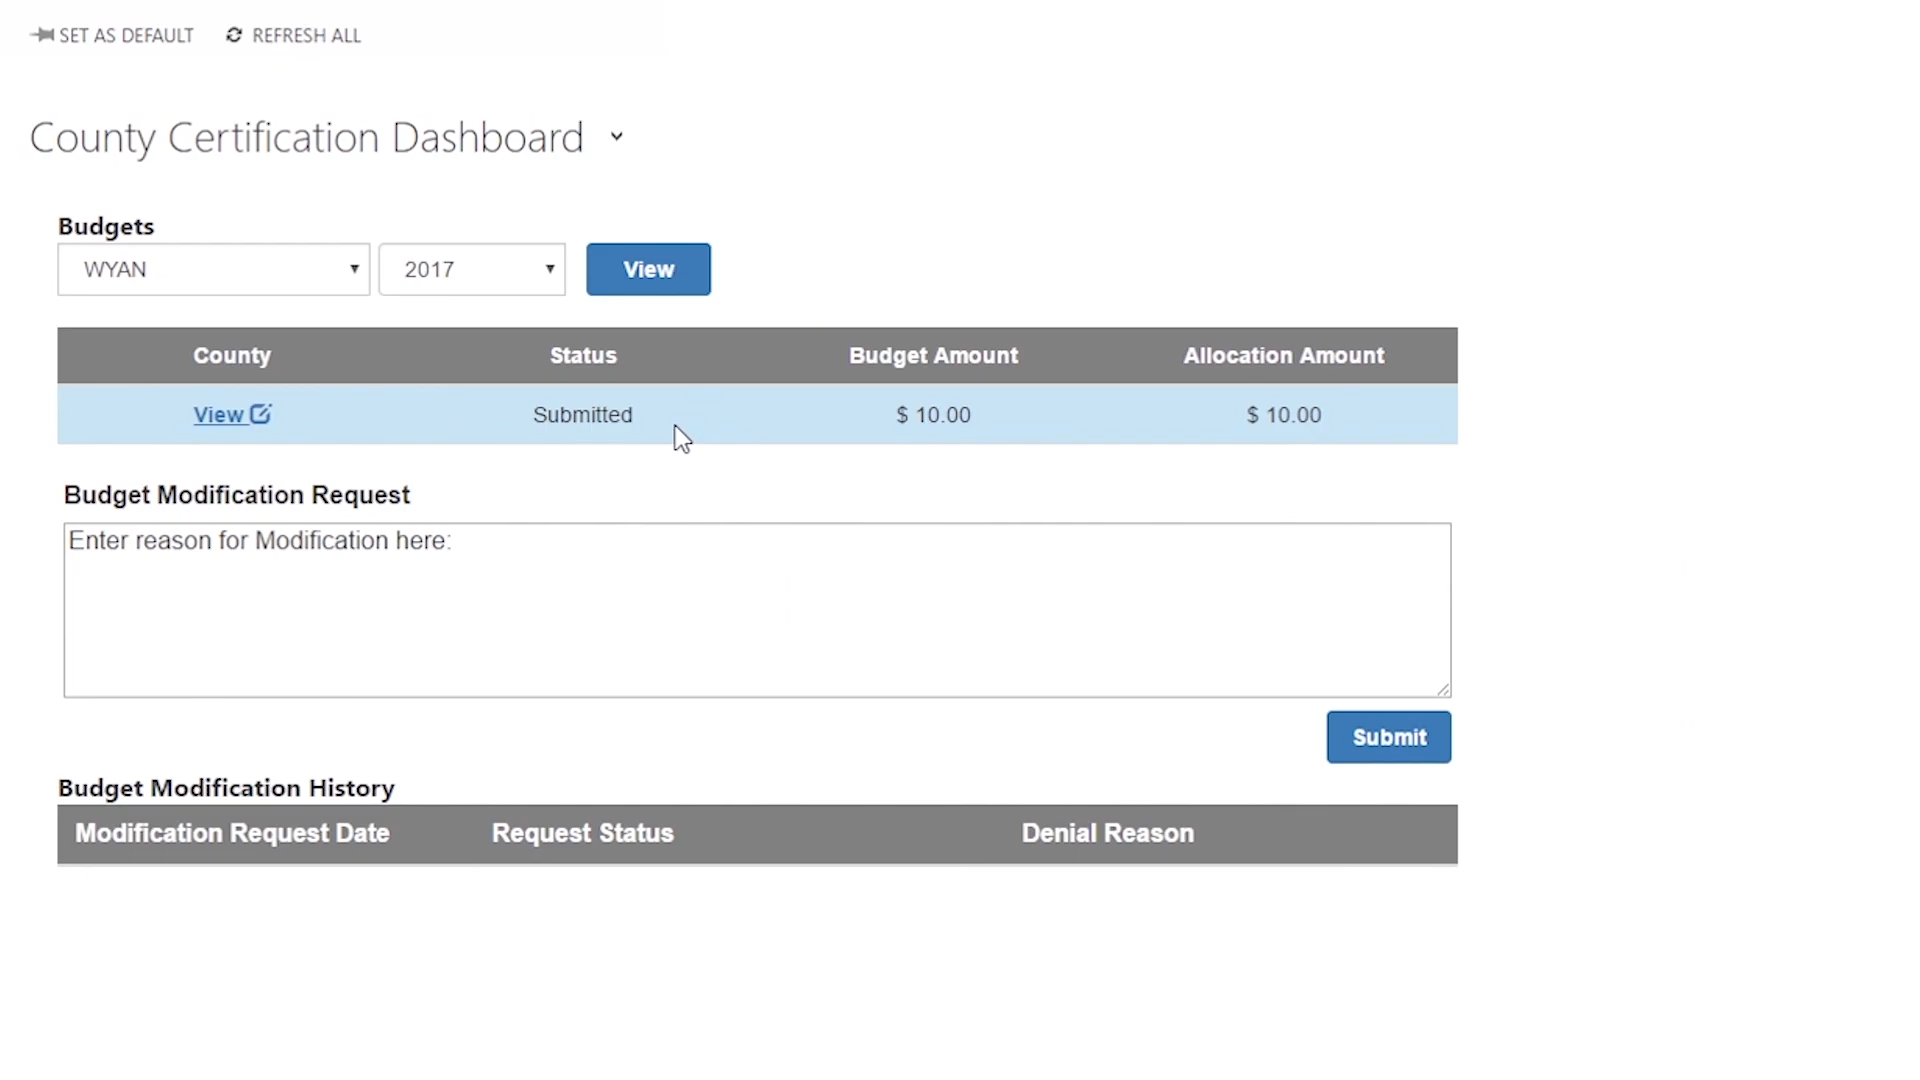 SET AS DEFAULT REFRESH ALL
County Certification Dashboard
Budgets
WYAN 2017 View
County Status Budget Amount Allocation Amount
View Submitted $ 10.00 $ 10.00
Budget Modification Request
Enter reason for Modification here:
Submit
Budget Modification History
Modification Request Date Request Status Denial Reason